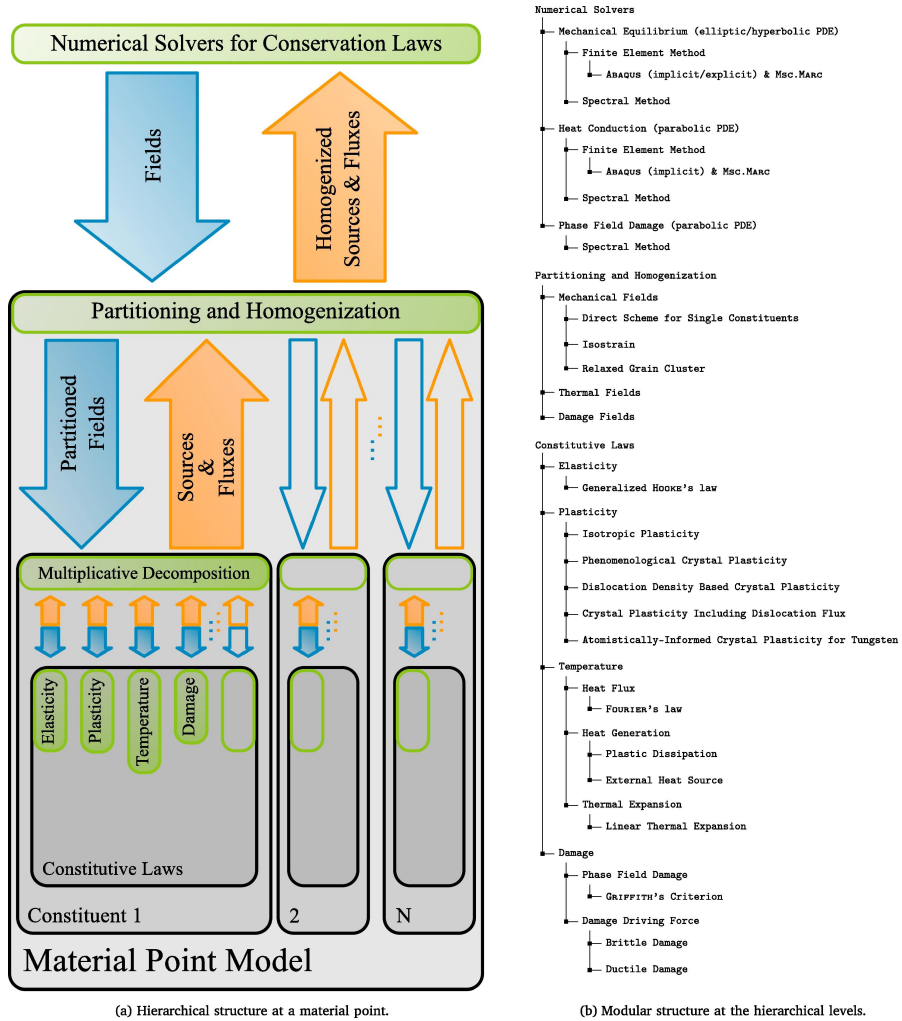 Numerical Solvers for Conservation Laws
Fields
Homogenized
Sources & Fluxes
Partitioning and Homogenization
Partitioned
Fields
Sources
&
Fluxes
Multiplicative Decomposition
Elasticity
Plasticity
Temperature
Damage
Constitutive Laws
Constituent 1
2
N
Material Point Model
(a) Hierarchical structure at a material point.
Numerical Solvers
Mechanical Equilibrium (elliptic/hyperbolic PDE)
Finite Element Method
Abaqus (implicit/explicit) & Msc.Marc
Spectral Method
Heat Conduction (parabolic PDE)
Finite Element Method
Abaqus (implicit) & Msc.Marc
Spectral Method
Phase Field Damage (parabolic PDE)
Spectral Method
Partitioning and Homogenization
Mechanical Fields
Direct Scheme for Single Constituents
Isostrain
Relaxed Grain Cluster
Thermal Fields
Damage Fields
Constitutive Laws
Elasticity
Generalized Hooke's law
Plasticity
Isotropic Plasticity
Phenomenological Crystal Plasticity
Dislocation Density Based Crystal Plasticity
Crystal Plasticity Including Dislocation Flux
Atomistically-Informed Crystal Plasticity for Tungsten
Temperature
Heat Flux
Fourier's law
Heat Generation
Plastic Dissipation
External Heat Source
Thermal Expansion
Linear Thermal Expansion
Damage
Phase Field Damage
Griffith's Criterion
Damage Driving Force
Brittle Damage
Ductile Damage
(b) Modular structure at the hierarchical levels.